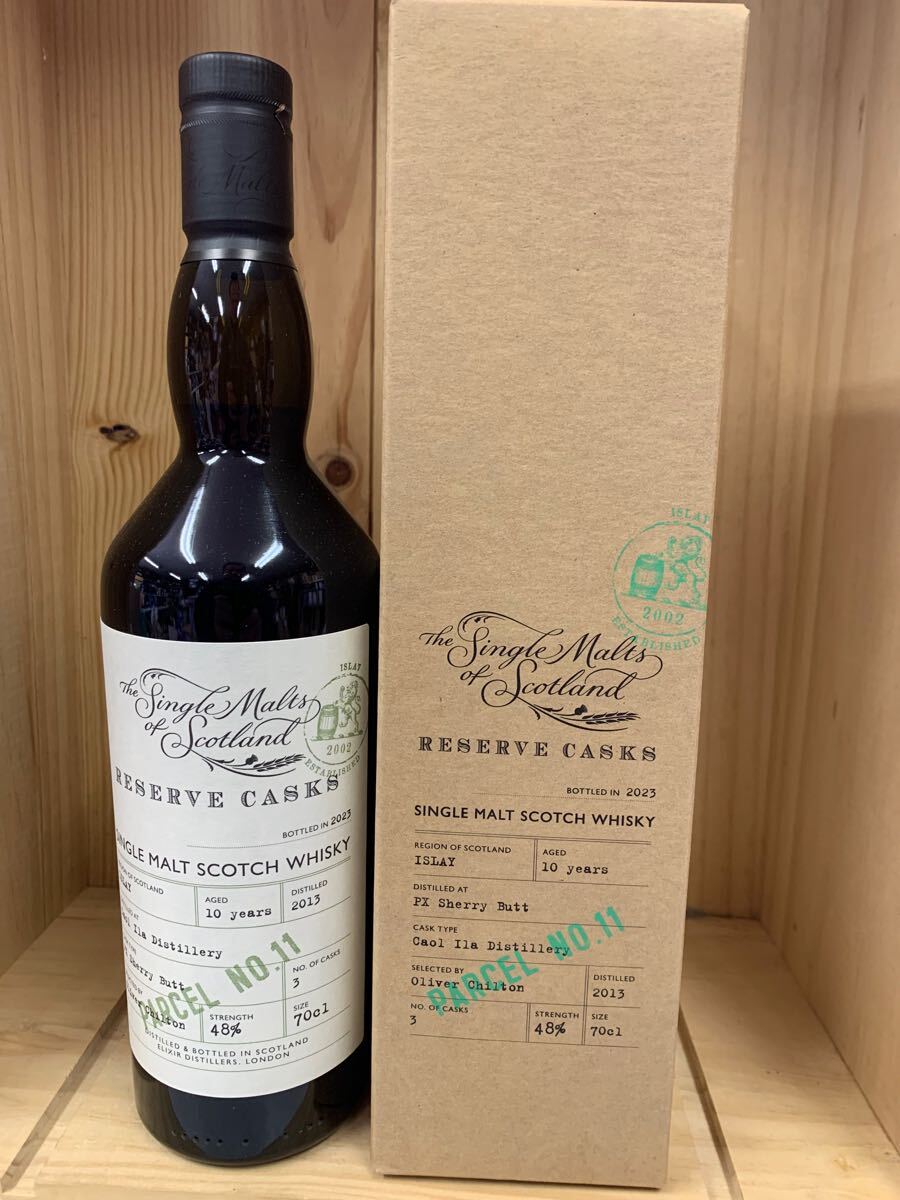 The Single Malts
of Scotland
ISLAY
2002
ESTABLISHED
RESERVE CASKS
BOTTLED IN 2023
SINGLE MALT SCOTCH WHISKY
OF SCOTLAND
AGED
10 years
DISTILLED
2013
Ila Distillery
Sherry Butt
NO. OF CASKS
3
PARCEL NO.11
Chilton
STRENGTH
48%
SIZE
70cl
DISTILLED & BOTTLED IN SCOTLAND
ELIXIR DISTILLERS, LONDON
ISLAY
2002
ESTABLISHED
The Single Malts
of Scotland
RESERVE CASKS
BOTTLED IN 2023
SINGLE MALT SCOTCH WHISKY
REGION OF SCOTLAND
ISLAY
AGED
10 years
DISTILLED AT
PX Sherry Butt
CASK TYPE
Caol Ila Distillery
SELECTED BY
Oliver Chilton
DISTILLED
2013
PARCEL NO.11
NO. OF CASKS
3
STRENGTH
48%
SIZE
70cl